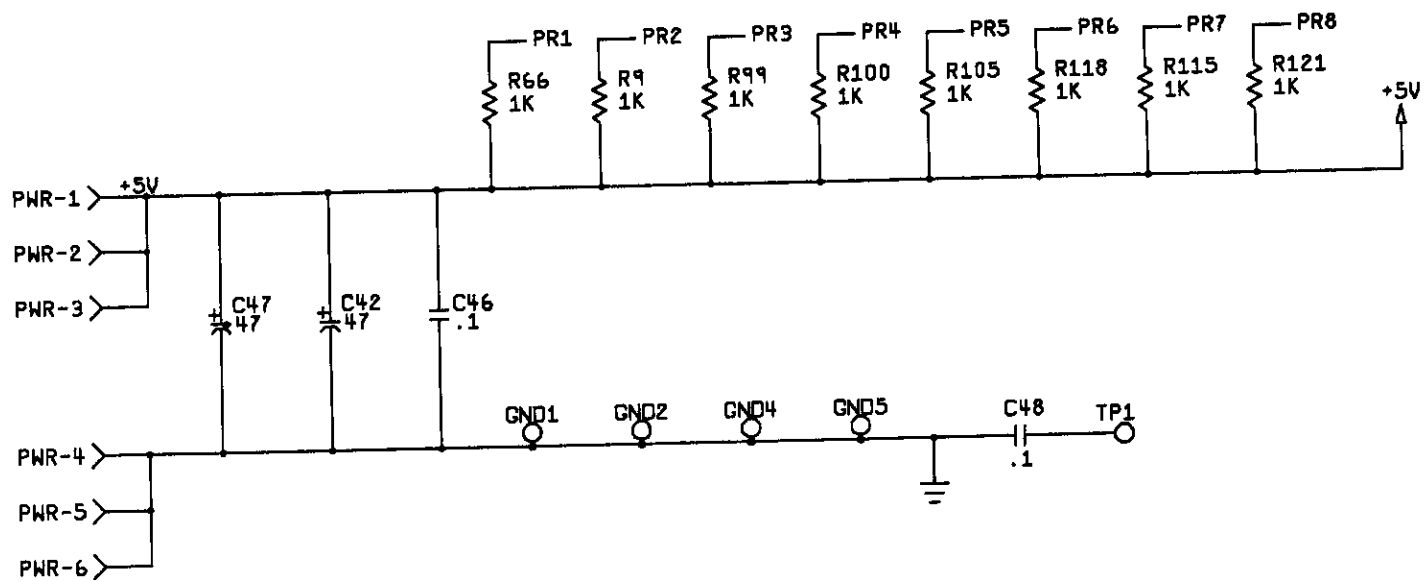 PR1
PR2
PR3
PR4
PR5
PR6
PR7
PR8
R66
1K
R9
1K
R99
1K
R100
1K
R105
1K
R118
1K
R115
1K
R121
1K
+5V
PWR-1
+5V
PWR-2
PWR-3
+
C47
47
+
C42
47
C46
.1
GND1
GND2
GND4
GND5
C48
.1
TP1
PWR-4
PWR-5
PWR-6